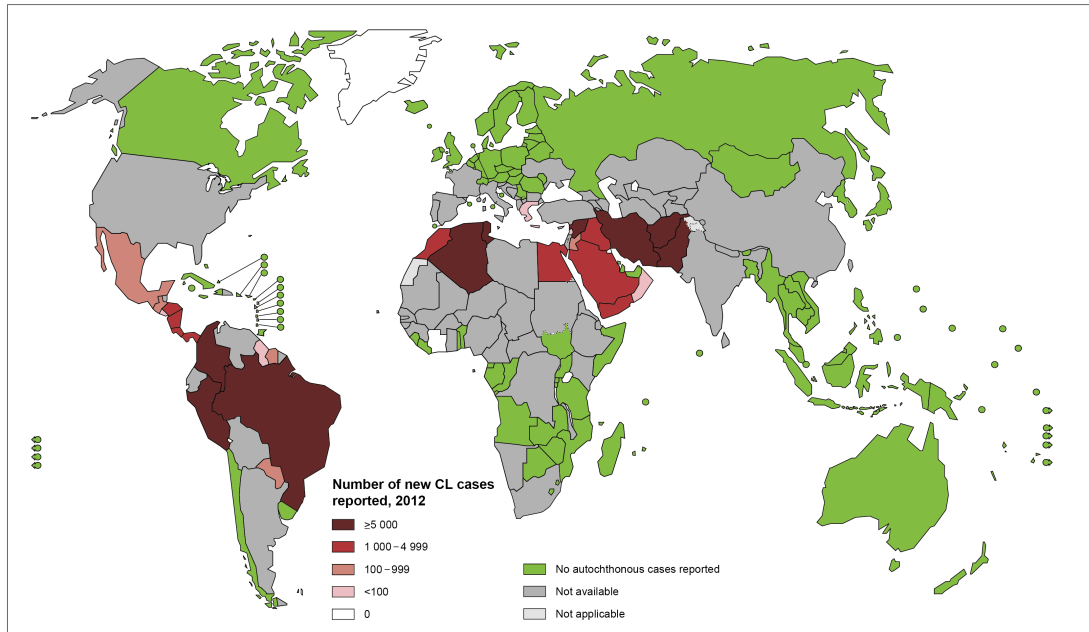 Number of new CL cases
reported, 2012
≥5 000
1 000–4 999
100–999
<100
0
No autochthonous cases reported
Not available
Not applicable